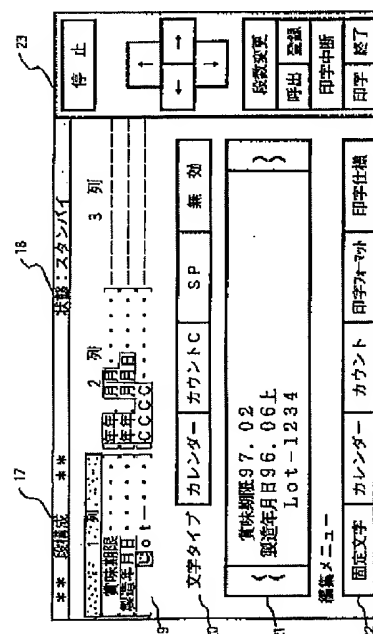 17
18
23
** 段構成 **
状態：スタンバイ
停止
1 列
2 列
3 列
賞味期限
年年月月
製造年月日
年年月月日日
Lot-
CCCC
↑
←
→
↓
文字タイプ
カレンダー
カウントC
SP
無効
段数変更
呼出
登録
印字中断
印字
終了
賞味期限97.02
製造年月日96.06上
Lot-1234
編集メニュー
固定文字
カレンダー
カウント
印字フォーマット
印字仕様